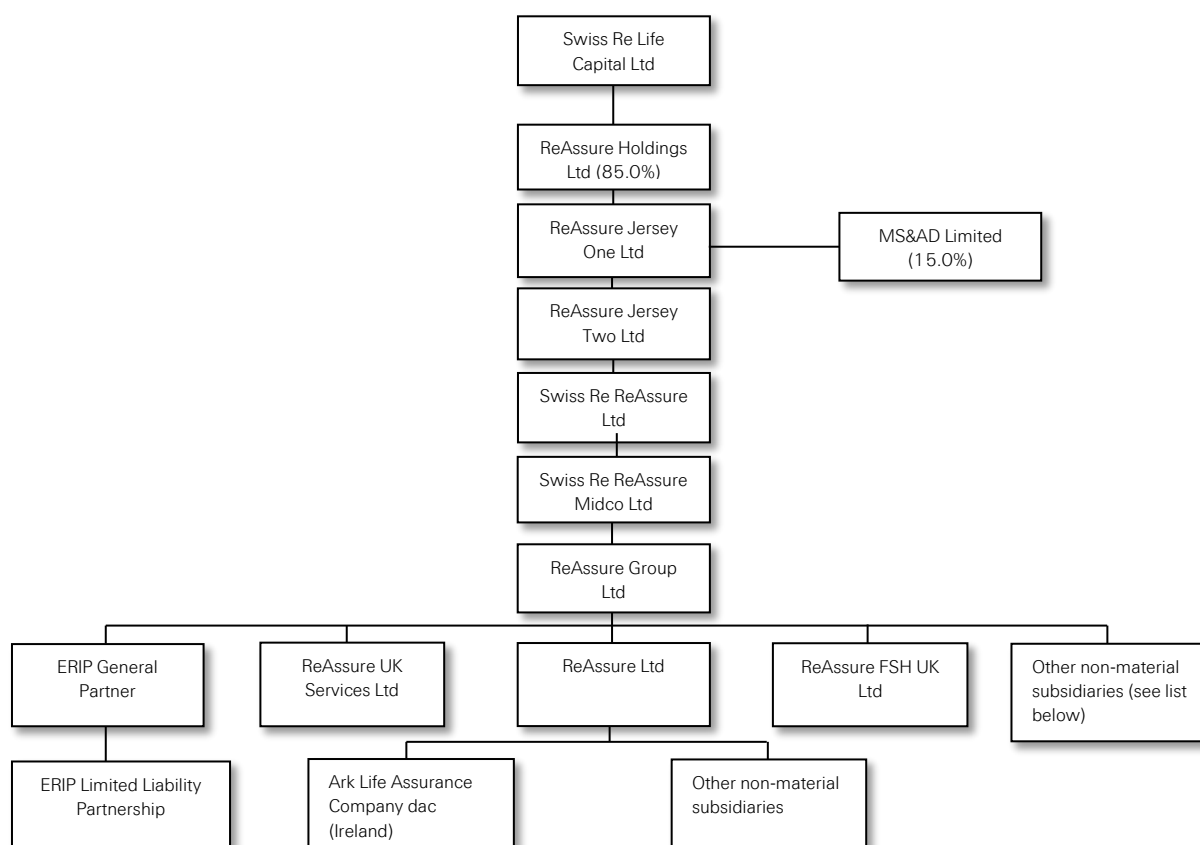 Swiss Re Life
Capital Ltd
ReAssure Holdings
Ltd (85.0%)
ReAssure Jersey
One Ltd
MS&AD Limited
(15.0%)
ReAssure Jersey
Two Ltd
Swiss Re ReAssure
Ltd
Swiss Re ReAssure
Midco Ltd
ReAssure Group
Ltd
ERIP General
Partner
ReAssure UK
Services Ltd
ReAssure Ltd
ReAssure FSH UK
Ltd
Other non-material
subsidiaries (see list
below)
ERIP Limited Liability
Partnership
Ark Life Assurance
Company dac
(Ireland)
Other non-material
subsidiaries